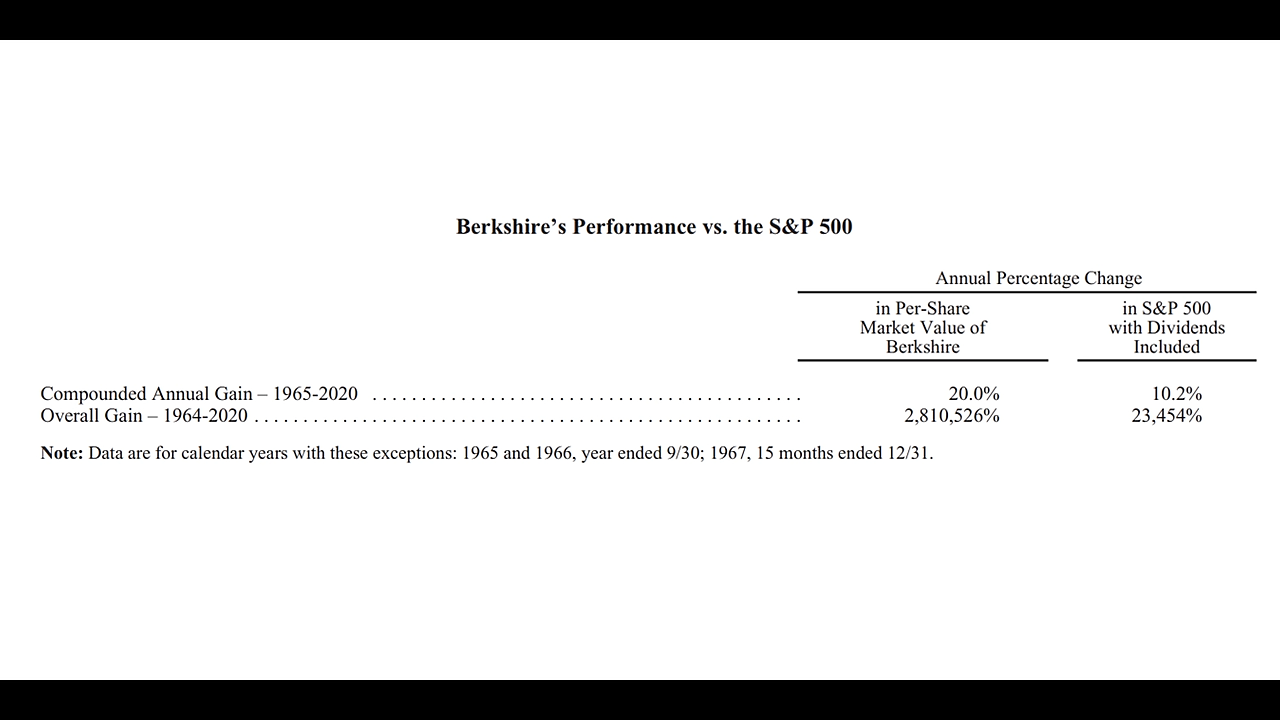 Berkshire’s Performance vs. the S&P 500
Annual Percentage Change
in Per-Share
Market Value of
Berkshire
in S&P 500
with Dividends
Included
Compounded Annual Gain – 1965-2020 . . . . . . . . . . . . . . . . . . . . . . . . . . . . . . . . . . . . . . . . . . . . 20.0% 10.2%
Overall Gain – 1964-2020 . . . . . . . . . . . . . . . . . . . . . . . . . . . . . . . . . . . . . . . . . . . . . . . . . . . . . . . . 2,810,526% 23,454%
Note: Data are for calendar years with these exceptions: 1965 and 1966, year ended 9/30; 1967, 15 months ended 12/31.